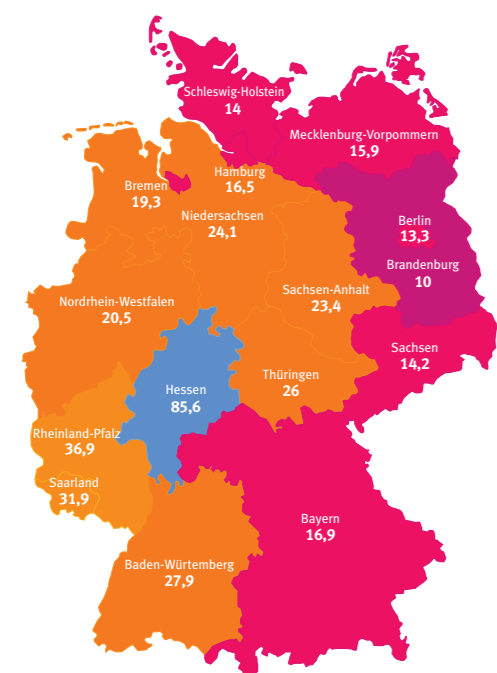 Schleswig-Holstein
14
Mecklenburg-Vorpommern
15,9
Hamburg
16,5
Bremen
19,3
Niedersachsen
24,1
Berlin
13,3
Brandenburg
10
Sachsen-Anhalt
23,4
Nordrhein-Westfalen
20,5
Sachsen
14,2
Thüringen
26
Hessen
85,6
Rheinland-Pfalz
36,9
Saarland
31,9
Bayern
16,9
Baden-Würtemberg
27,9